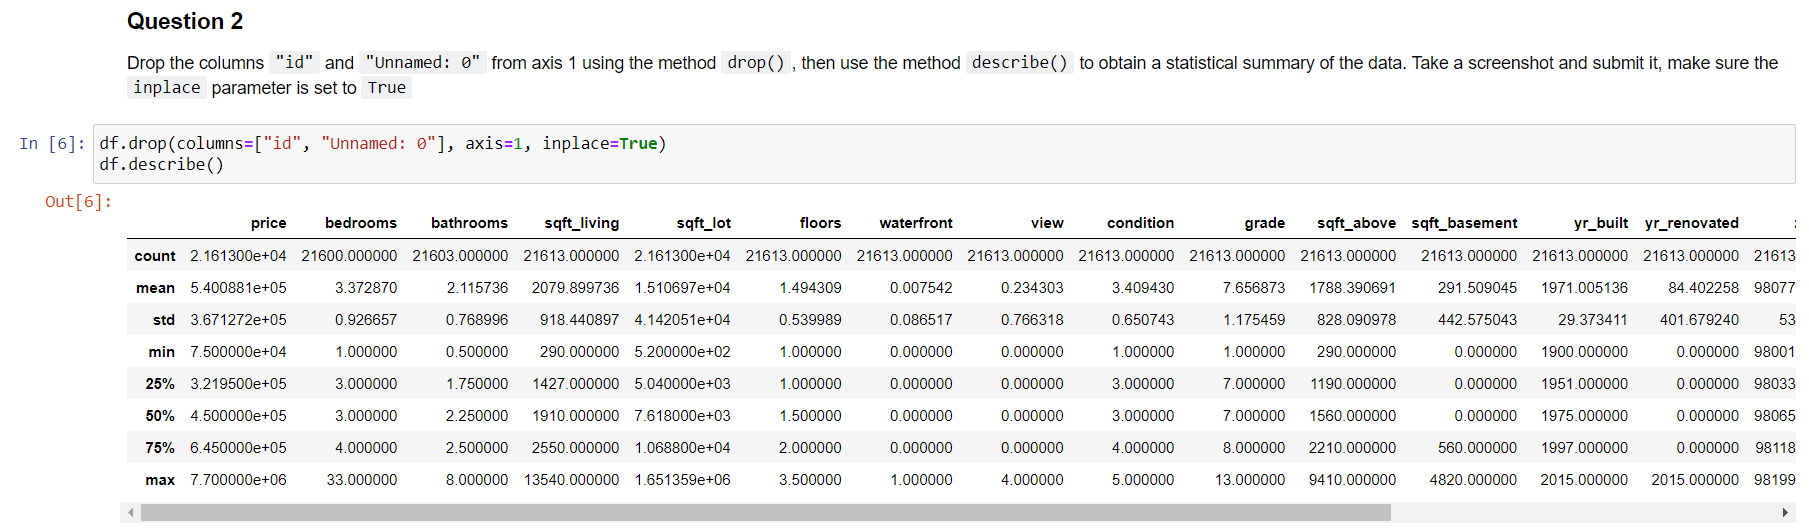 Question 2
Drop the columns "id" and "Unnamed: 0" from axis 1 using the method drop() , then use the method describe() to obtain a statistical summary of the data. Take a screenshot and submit it, make sure the
inplace parameter is set to True
In [6]: df.drop(columns=["id", "Unnamed: 0"], axis=1, inplace=True)
df.describe()
Out[6]:
price bedrooms bathrooms sqft_living sqft_lot floors waterfront view condition grade sqft_above sqft_basement yr_built yr_renovated
count 2.161300e+04 21600.000000 21603.000000 21613.000000 2.161300e+04 21613.000000 21613.000000 21613.000000 21613.000000 21613.000000 21613.000000 21613.000000 21613.000000 21613.000000 21613
mean 5.400881e+05 3.372870 2.115736 2079.899736 1.510697e+04 1.494309 0.007542 0.234303 3.409430 7.656873 1788.390691 291.509045 1971.005136 84.402258 98077
std 3.671272e+05 0.926657 0.768996 918.440897 4.142051e+04 0.539989 0.086517 0.766318 0.650743 1.175459 828.090978 442.575043 29.373411 401.679240 53
min 7.500000e+04 1.000000 0.500000 290.000000 5.200000e+02 1.000000 0.000000 0.000000 1.000000 1.000000 290.000000 0.000000 1900.000000 0.000000 98001
25% 3.219500e+05 3.000000 1.750000 1427.000000 5.040000e+03 1.000000 0.000000 0.000000 3.000000 7.000000 1190.000000 0.000000 1951.000000 0.000000 98033
50% 4.500000e+05 3.000000 2.250000 1910.000000 7.618000e+03 1.500000 0.000000 0.000000 3.000000 7.000000 1560.000000 0.000000 1975.000000 0.000000 98065
75% 6.450000e+05 4.000000 2.500000 2550.000000 1.068800e+04 2.000000 0.000000 0.000000 4.000000 8.000000 2210.000000 560.000000 1997.000000 0.000000 98118
max 7.700000e+06 33.000000 8.000000 13540.000000 1.651359e+06 3.500000 1.000000 4.000000 5.000000 13.000000 9410.000000 4820.000000 2015.000000 2015.000000 98199